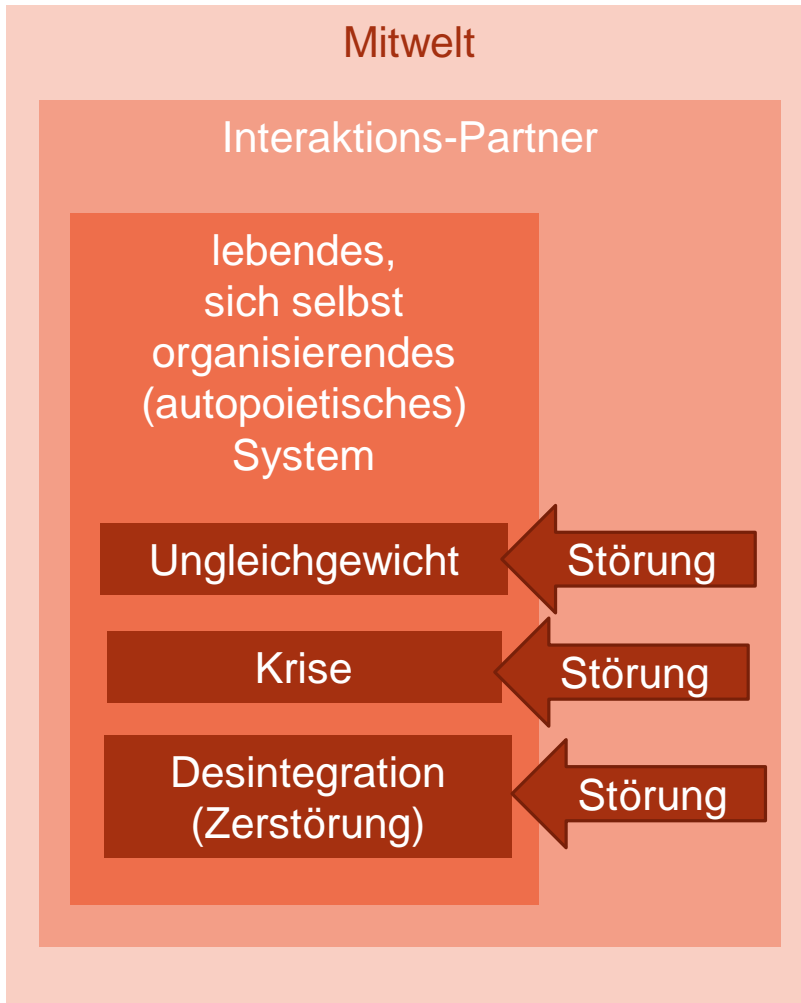 Mitwelt
Interaktions-Partner
lebendes,
sich selbst
organisierendes
(autopoietisches)
System
Ungleichgewicht
Störung
Krise
Störung
Desintegration
(Zerstörung)
Störung